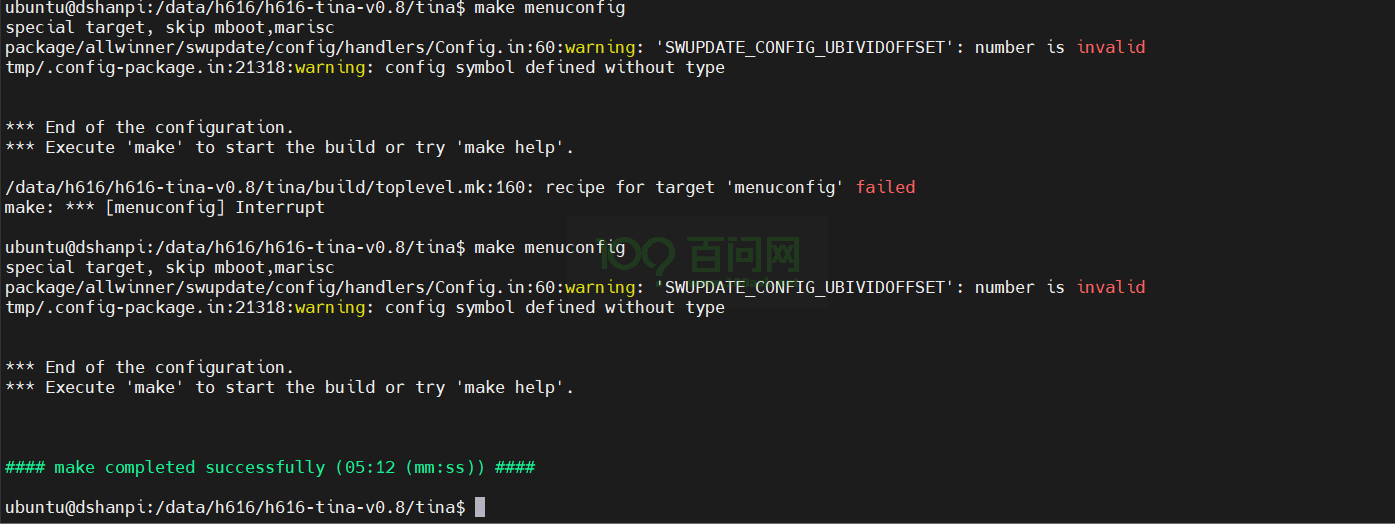 ubuntu@dshanpi:/data/h616/h616-tina-v0.8/tina$ make menuconfig
special target, skip mboot,marisc
package/allwinner/swupdate/config/handlers/Config.in:60:warning: 'SWUPDATE_CONFIG_UBIVIDOFFSET': number is invalid
tmp/.config-package.in:21318:warning: config symbol defined without type
*** End of the configuration.
*** Execute 'make' to start the build or try 'make help'.
/data/h616/h616-tina-v0.8/tina/build/toplevel.mk:160: recipe for target 'menuconfig' failed
make: *** [menuconfig] Interrupt
ubuntu@dshanpi:/data/h616/h616-tina-v0.8/tina$ make menuconfig
100 百问网
special target, skip mboot,marisc
package/allwinner/swupdate/config/handlers/Config.in:60:warning: 'SWUPDATE_CONFIG_UBIVIDOFFSET': number is invalid
tmp/.config-package.in:21318:warning: config symbol defined without type
*** End of the configuration.
*** Execute 'make' to start the build or try 'make help'.
#### make completed successfully (05:12 (mm:ss)) ####
ubuntu@dshanpi:/data/h616/h616-tina-v0.8/tina$